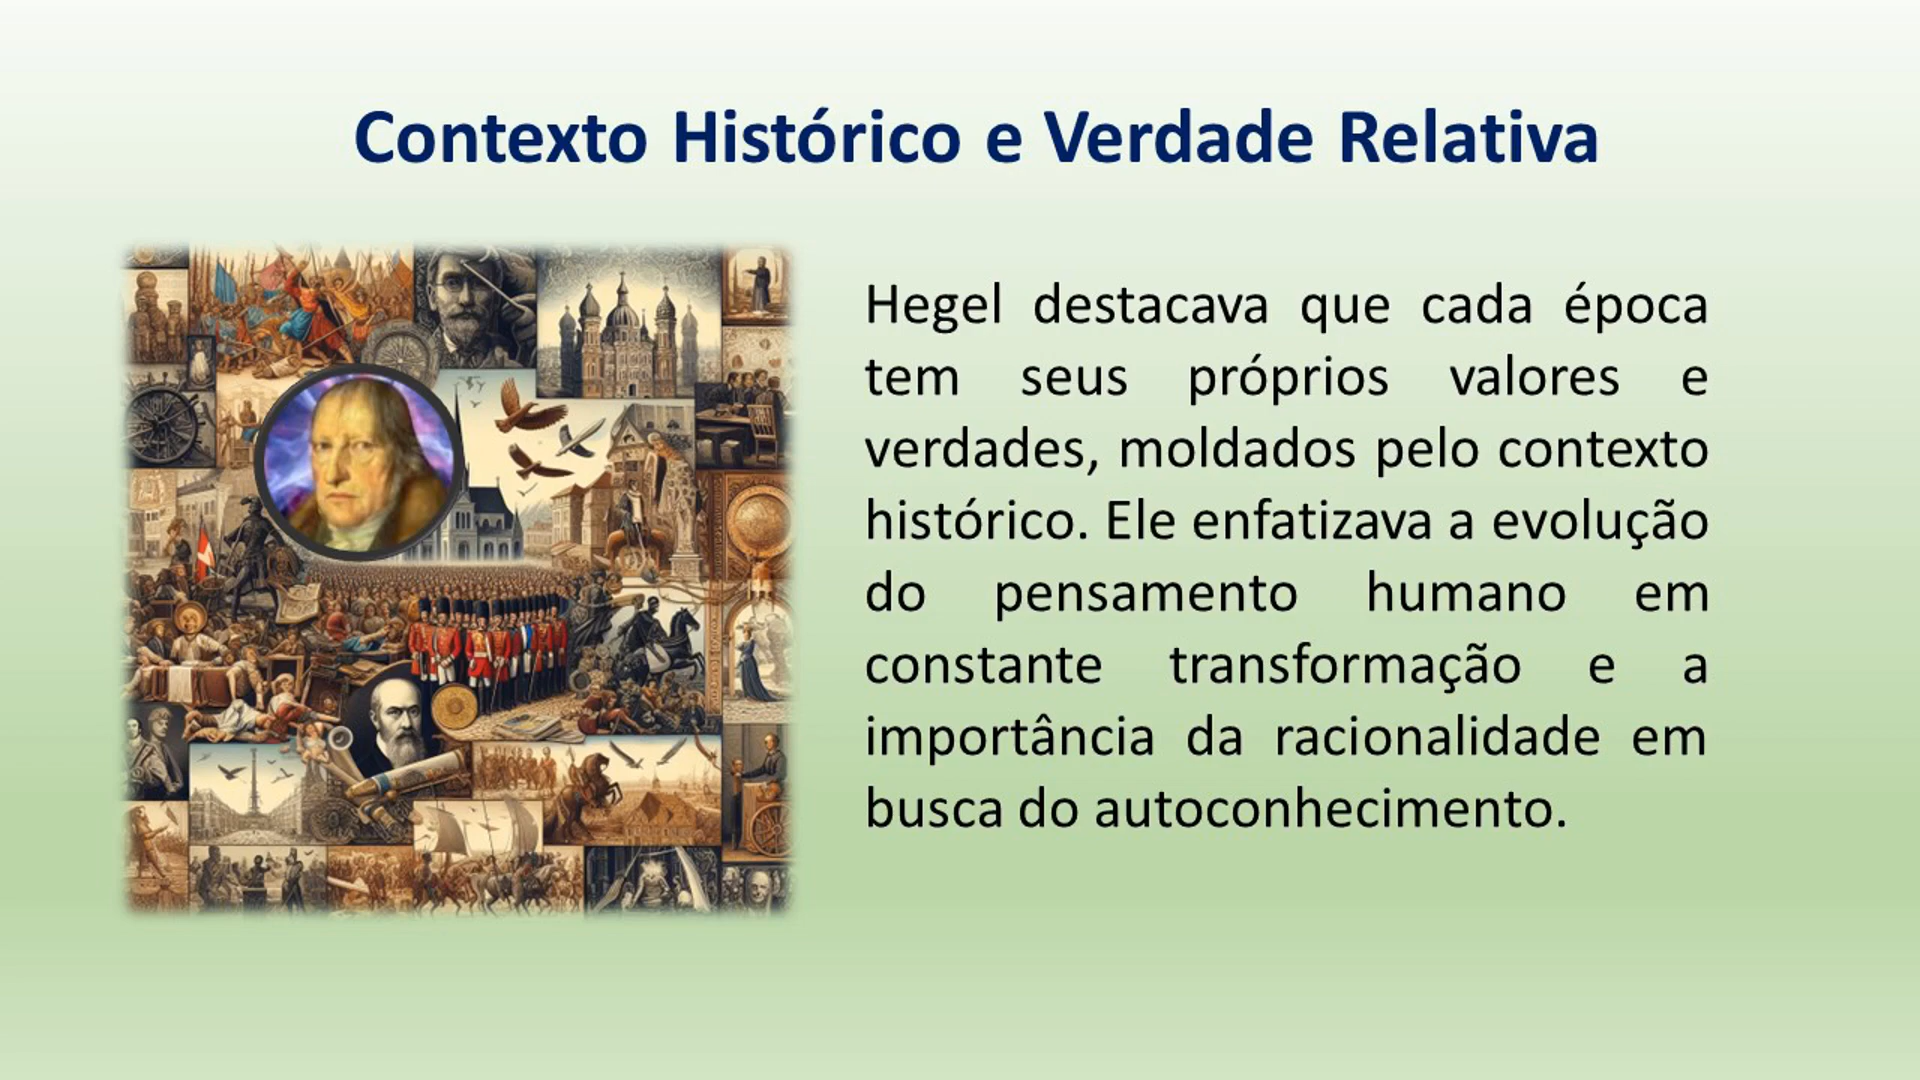 Contexto Histórico e Verdade Relativa
Hegel destacava que cada época
tem seus próprios valores e
verdades, moldados pelo contexto
histórico. Ele enfatizava a evolução
do pensamento humano em
constante transformação e a
importância da racionalidade em
busca do autoconhecimento.